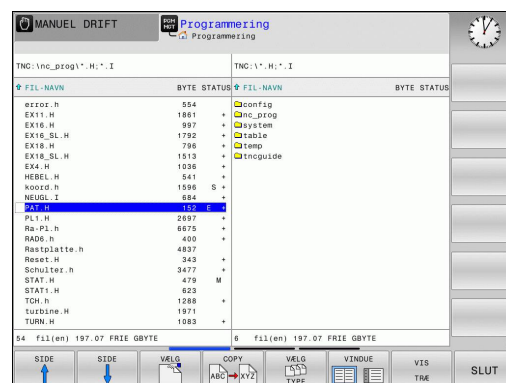 MANUEL DRIFT
PGM
MGT
Programmering
Programmering
TNC:\nc_prog\*.H;*.I
TNC:\*.H;*.I
FIL-NAVN BYTE STATUS
FIL-NAVN BYTE STATUS
error.h 554
EX11.H 1861 +
EX16.H 997 +
EX16_SL.H 1792 +
EX18.H 796 +
EX18_SL.H 1513 +
EX4.H 1036 +
HEBEL.H 541 +
koord.h 1596 S +
NEUGL.I 684 +
PAT.H 152 E +
PL1.H 2697 +
Ra-Pl.h 6675 +
RAD6.h 400 +
Rastplatte.h 4837
Reset.H 343 +
Schulter.h 3477 +
STAT.H 479 M
STAT1.H 623
TCH.h 1288 +
turbine.H 1971
TURN.H 1083 +
config
nc_prog
system
table
temp
tncguide
54 fil(en) 197.07 FRIE GBYTE
6 fil(en) 197.07 FRIE GBYTE
SIDE
SIDE
VÆLG
COPY
ABC XYZ
VÆLG
TYPE
VINDUE
VIS
TRÆ
SLUT